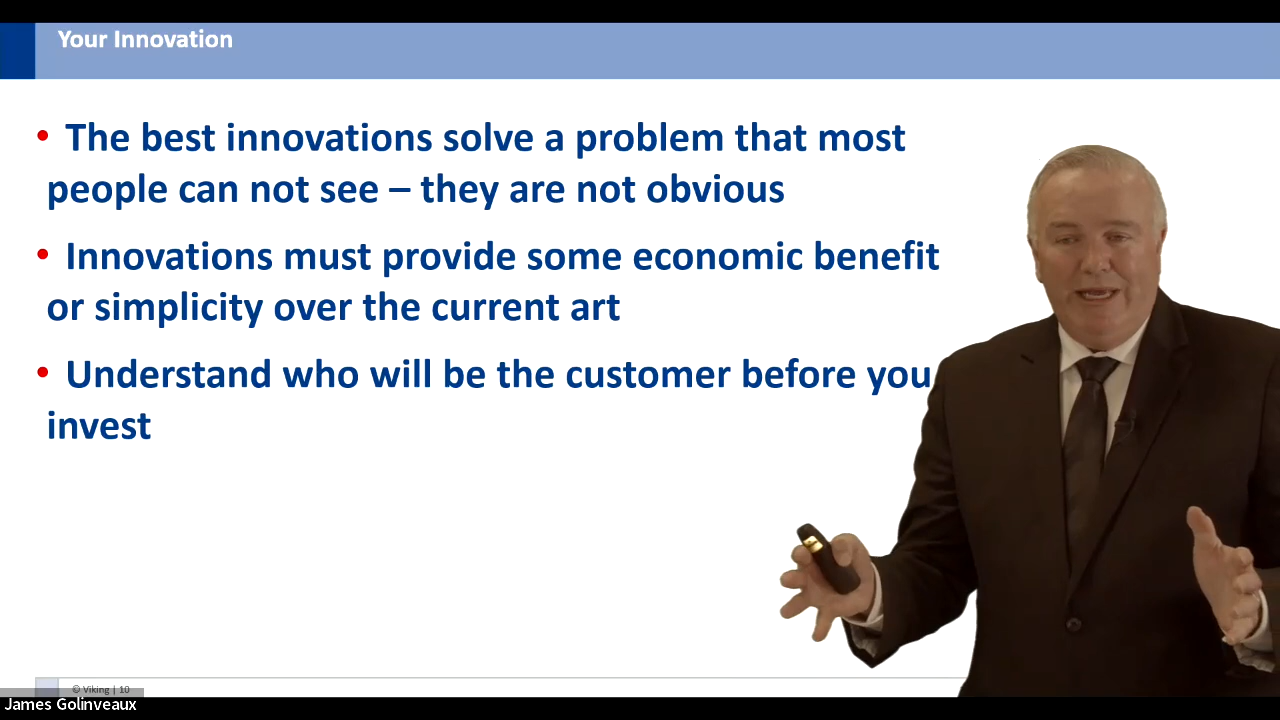 Your Innovation
• The best innovations solve a problem that most
people can not see – they are not obvious
• Innovations must provide some economic benefit
or simplicity over the current art
• Understand who will be the customer before you
invest
© Viking | 10
James Golinveaux